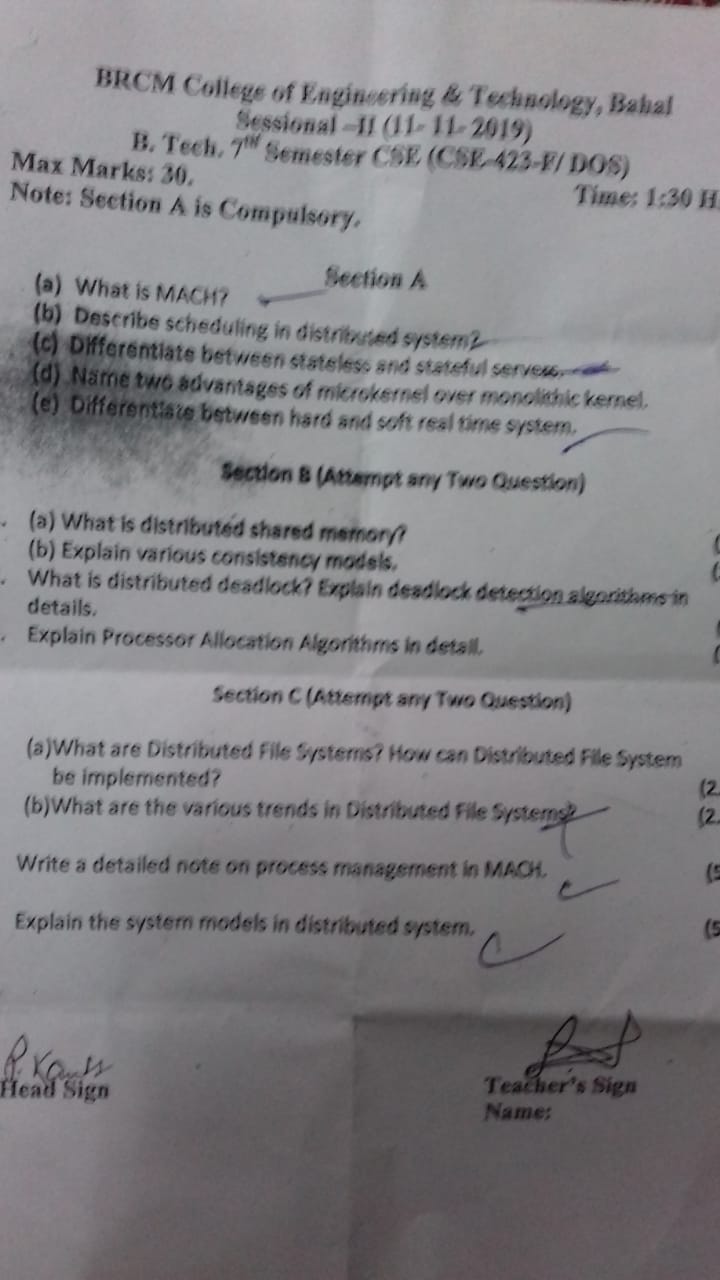 BRCM College of Engineering & Technology, Bahal
Sessional -II (11- 11- 2019)
B. Tech. 7TH Semester CSE (CSE-423-F/ DOS)
Max Marks: 30.
Time: 1:30 H
Note: Section A is Compulsory.
Section A
(a) What is MACH?
(b) Describe scheduling in distributed system?
(c) Differentiate between stateless and stateful servers.
(d) Name two advantages of microkernel over monolithic kernel.
(e) Differentiate between hard and soft real time system.
Section B (Attempt any Two Question)
(a) What is distributed shared memory?
(b) Explain various consistency models.
What is distributed deadlock? Explain deadlock detection algorithms in
details.
Explain Processor Allocation Algorithms in detail.
Section C (Attempt any Two Question)
(a)What are Distributed File Systems? How can Distributed File System
be implemented? (2.
(b)What are the various trends in Distributed File Systems? (2.
Write a detailed note on process management in MACH. (5
Explain the system models in distributed system. (5
Head Sign
Teacher's Sign
Name: